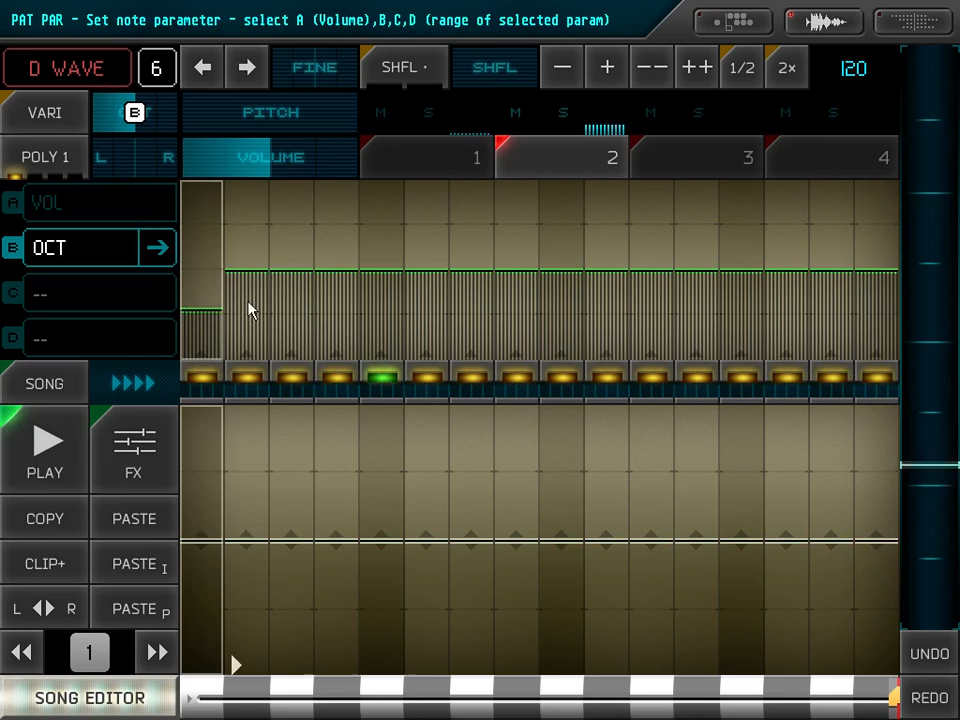 PAT PAR - Set note parameter - select A (Volume),B,C,D (range of selected param)
D WAVE 6 FINE SHFL · SHFL — + —— ++ 1/2 2× 120
VARI B PITCH M S M S M S M S
POLY 1 L R VOLUME 1 2 3 4
A VOL
B OCT
C --
D --
SONG
PLAY FX
COPY PASTE
CLIP+ PASTE I
L R PASTE P
1 UNDO
SONG EDITOR REDO